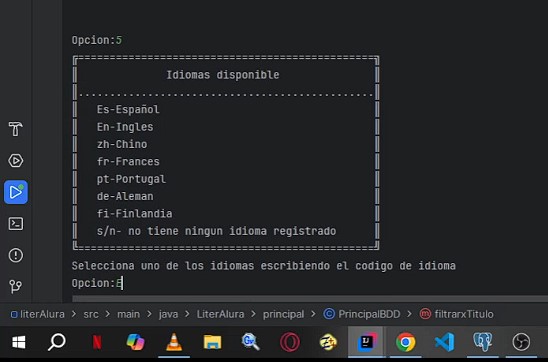 Opcion:5
Idiomas disponible
Es-Español
En-Ingles
zh-Chino
fr-Frances
pt-Portugal
de-Aleman
fi-Finlandia
s/n- no tiene ningun idioma registrado
Selecciona uno de los idiomas escribiendo el codigo de idioma
Opcion:
literAlura > src > main > java > LiterAlura > principal > PrincipalBDD > filtrarxTitulo